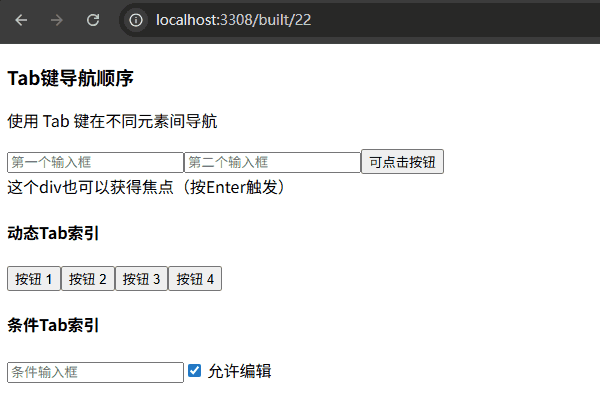 localhost:3308/built/22
Tab键导航顺序
使用 Tab 键在不同元素间导航
第一个输入框 第二个输入框 可点击按钮
这个div也可以获得焦点（按Enter触发）
动态Tab索引
按钮 1 按钮 2 按钮 3 按钮 4
条件Tab索引
条件输入框 允许编辑